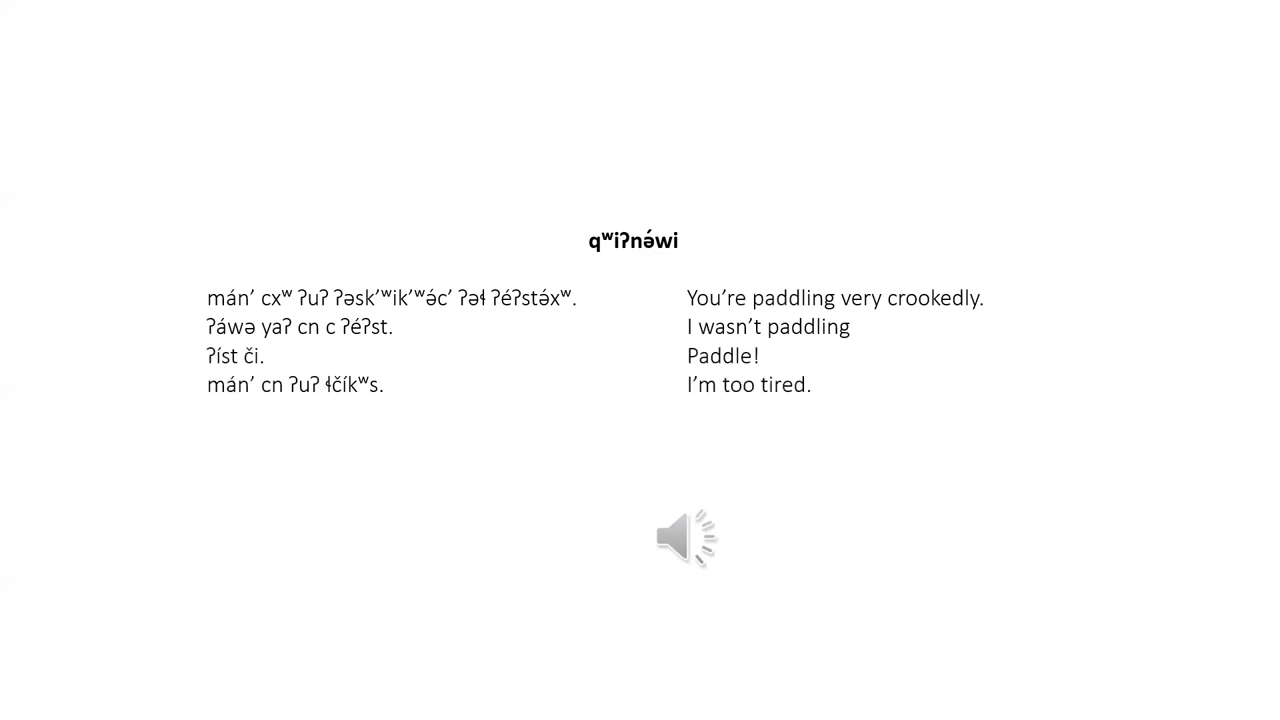 qʷiʔnə́wi
mán’ cxʷ ʔuʔ ʔəsk’ʷik’ʷə́c’ ʔəɬ ʔéʔstə́xʷ.
ʔáwə yaʔ cn c ʔéʔst.
ʔíst či.
mán’ cn ʔuʔ ɬčíkʷs.
You’re paddling very crookedly.
I wasn’t paddling
Paddle!
I’m too tired.